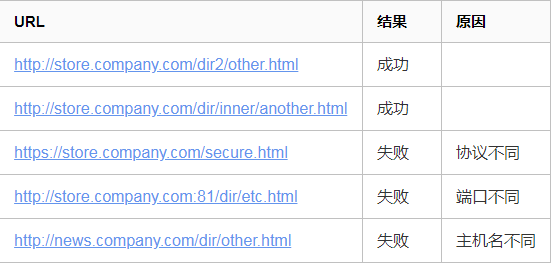 URL 结果 原因
http://store.company.com/dir2/other.html 成功
http://store.company.com/dir/inner/another.html 成功
https://store.company.com/secure.html 失败 协议不同
http://store.company.com:81/dir/etc.html 失败 端口不同
http://news.company.com/dir/other.html 失败 主机名不同